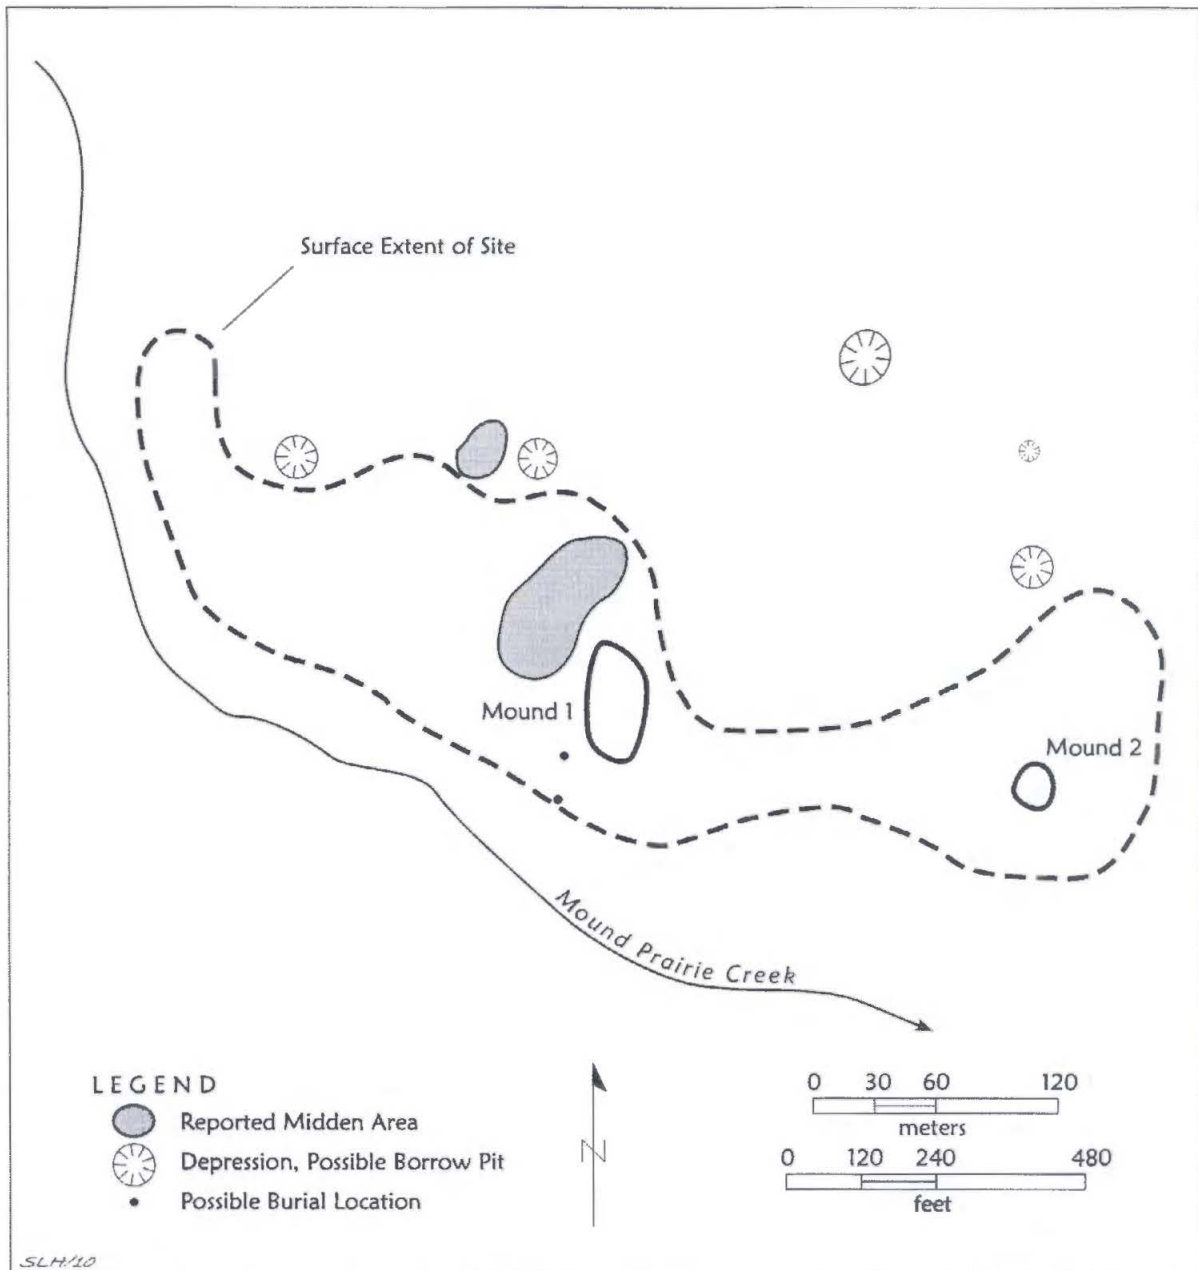 Surface Extent of Site
Mound 1
Mound 2
Mound Prairie Creek
LEGEND
Reported Midden Area
Depression, Possible Borrow Pit
Possible Burial Location
N
0 30 60 120
meters
0 120 240 480
feet
SLH/10